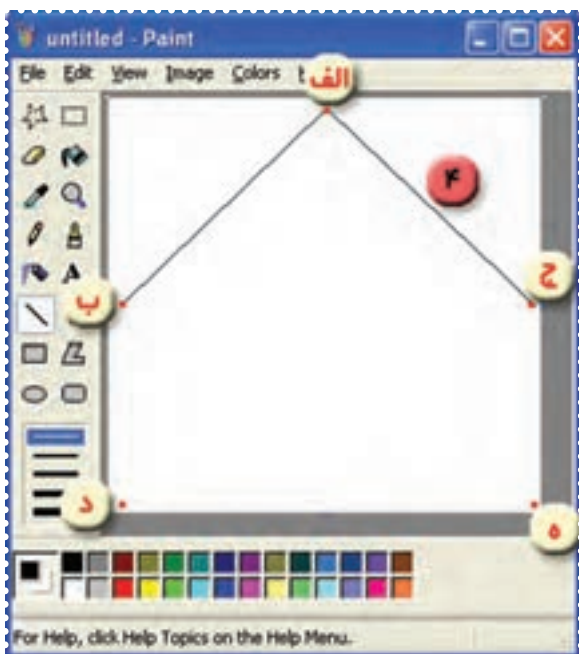 untitled - Paint
File Edit View Image Colors
الف
۴
ج
ب
A
د
ه
For Help, click Help Topics on the Help Menu.